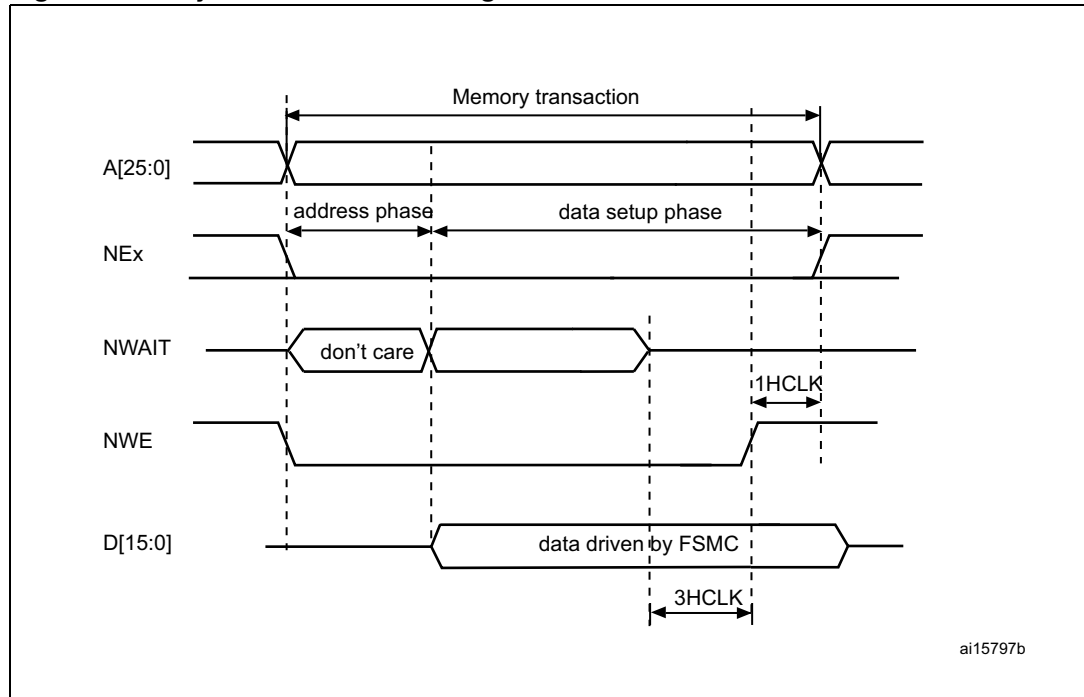 Memory transaction
A[25:0]
address phase
data setup phase
NEx
NWAIT
don't care
1HCLK
NWE
D[15:0]
data driven by FSMC
3HCLK
ai15797b